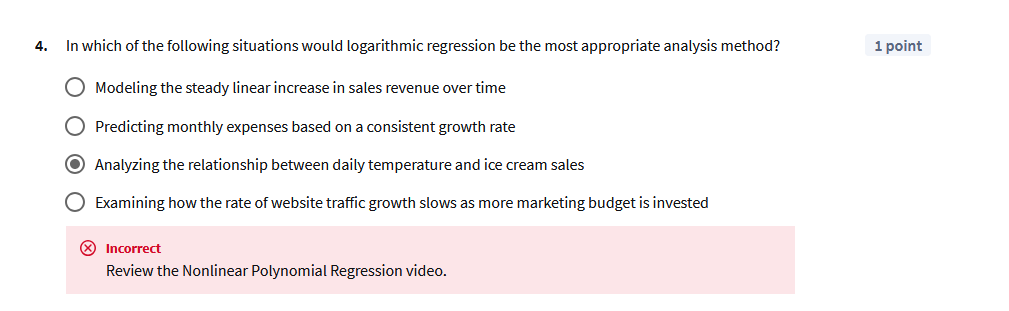 4. In which of the following situations would logarithmic regression be the most appropriate analysis method? 1 point
Modeling the steady linear increase in sales revenue over time
Predicting monthly expenses based on a consistent growth rate
Analyzing the relationship between daily temperature and ice cream sales
Examining how the rate of website traffic growth slows as more marketing budget is invested
Incorrect
Review the Nonlinear Polynomial Regression video.